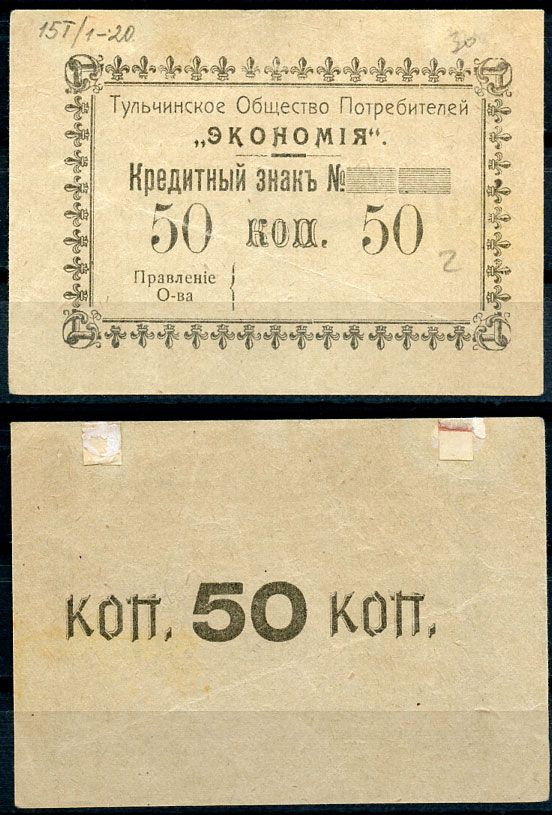 15Т/1-20
30
Тульчинское Общество Потребителей
„ЭКОНОМІЯ“.
Кредитный знакъ №
50 коп. 50
2
Правленіе
О-ва
коп. 50 коп.